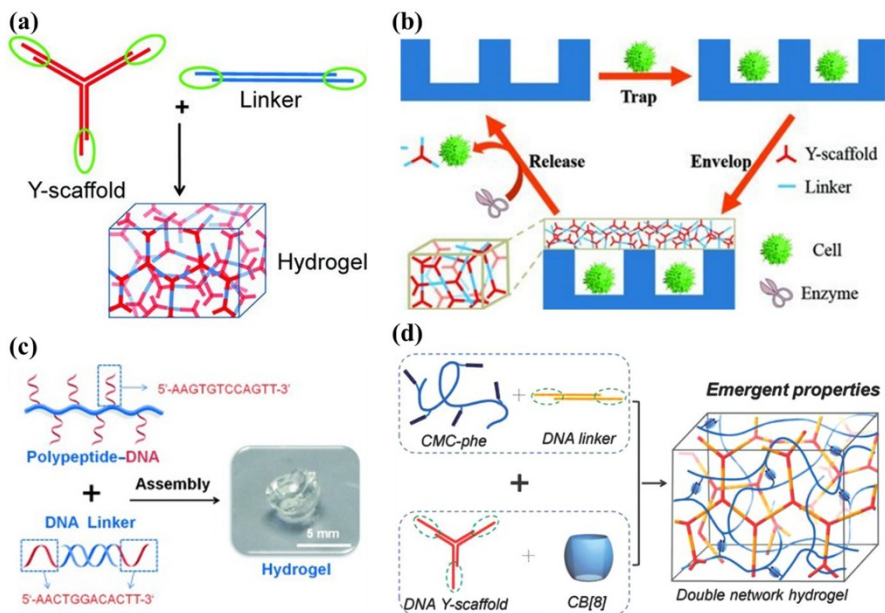 (a)
Y-scaffold
+
Linker
Hydrogel
(b)
Trap
Envelop
Release
Y-scaffold
Linker
Cell
Enzyme
(c)
5'-AAGTGTCCAGTT-3'
Polypeptide–DNA
+
Assembly
DNA Linker
5'-AACTGGACACTT-3'
5 mm
Hydrogel
(d)
CMC-phe
+
DNA linker
+
DNA Y-scaffold
+
CB[8]
Emergent properties
Double network hydrogel